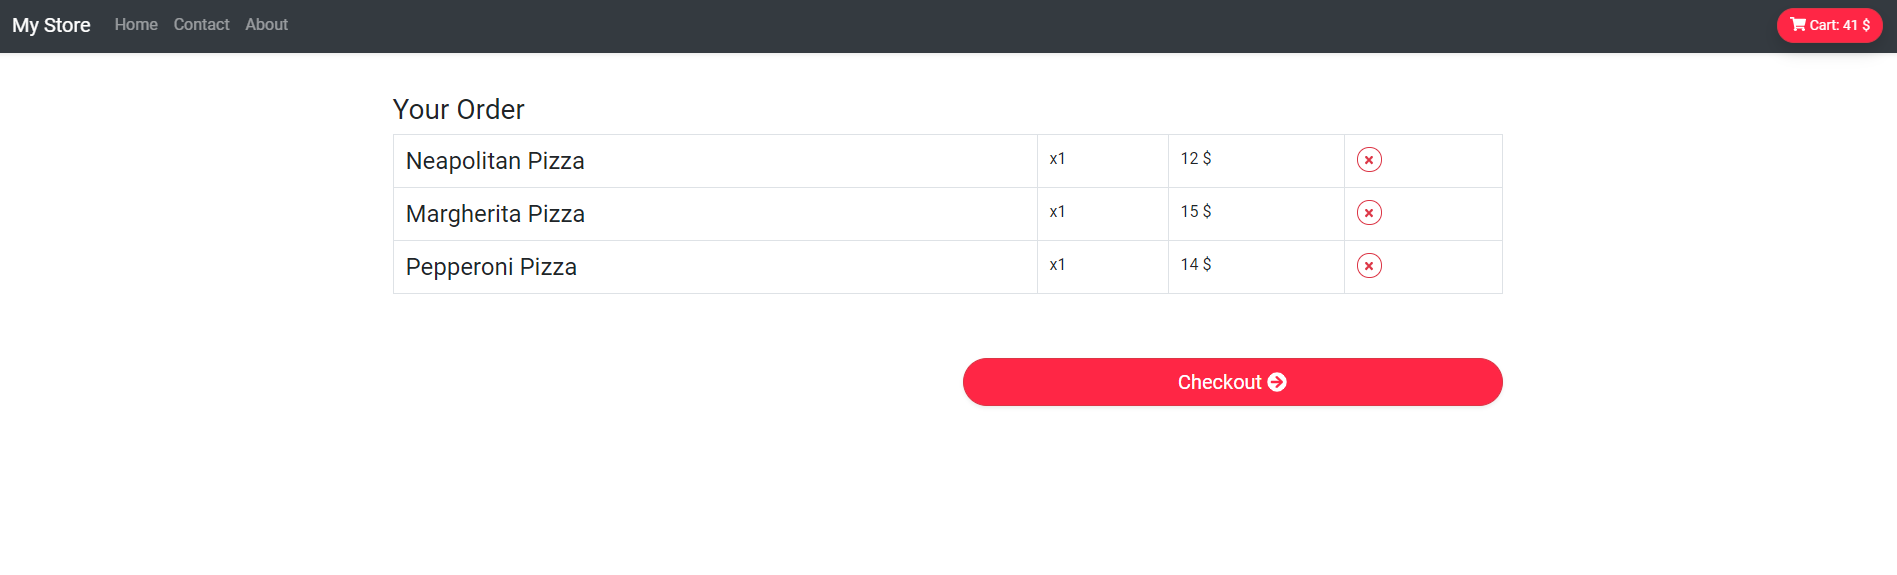 My Store Home Contact About Cart: 41 $
Your Order
Neapolitan Pizza x1 12 $
Margherita Pizza x1 15 $
Pepperoni Pizza x1 14 $
Checkout